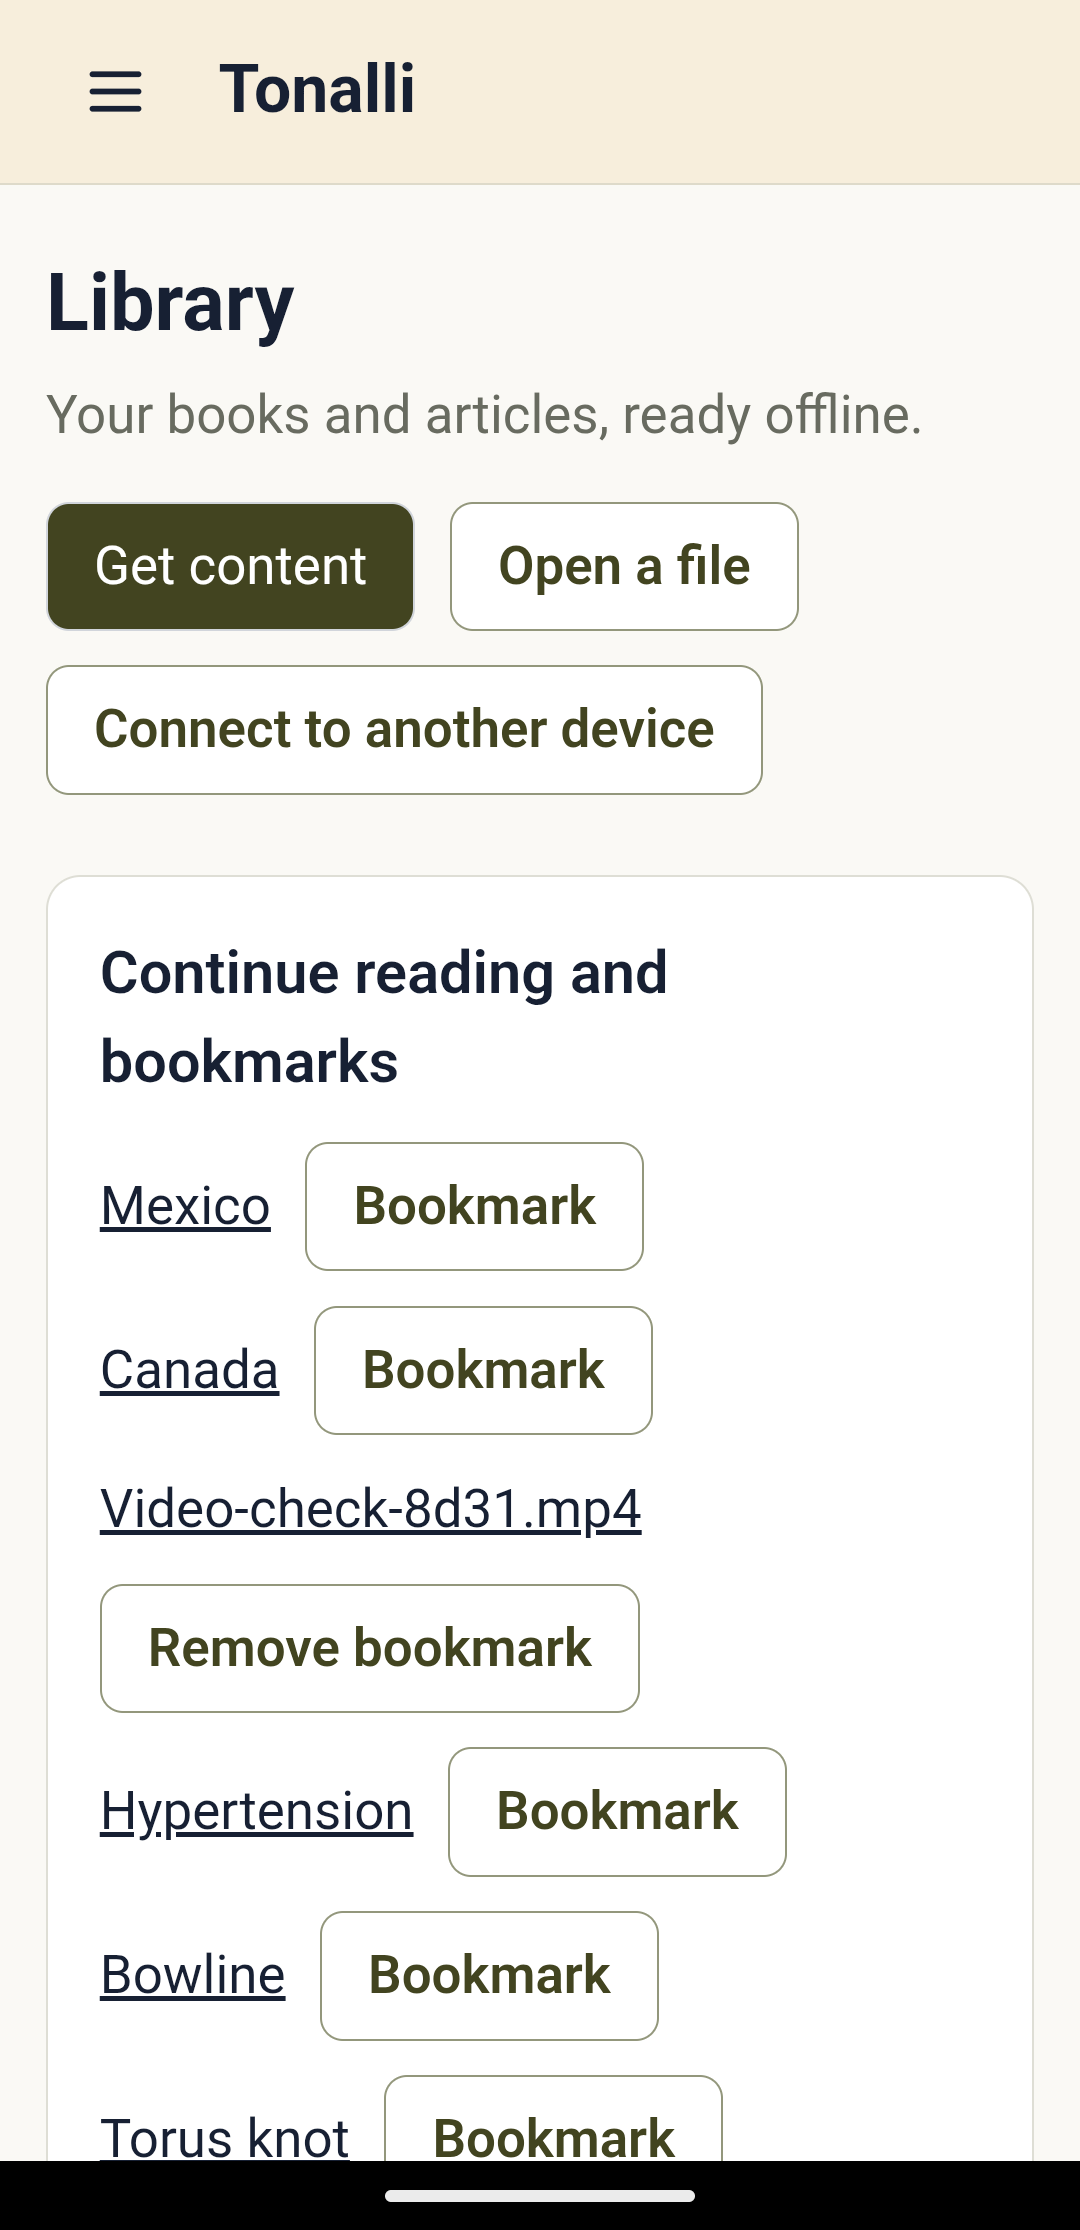 Tonalli
Library
Your books and articles, ready offline.
Get content
Open a file
Connect to another device
Continue reading and
bookmarks
Mexico
Bookmark
Canada
Bookmark
Video-check-8d31.mp4
Remove bookmark
Hypertension
Bookmark
Bowline
Bookmark
Torus knot
Bookmark